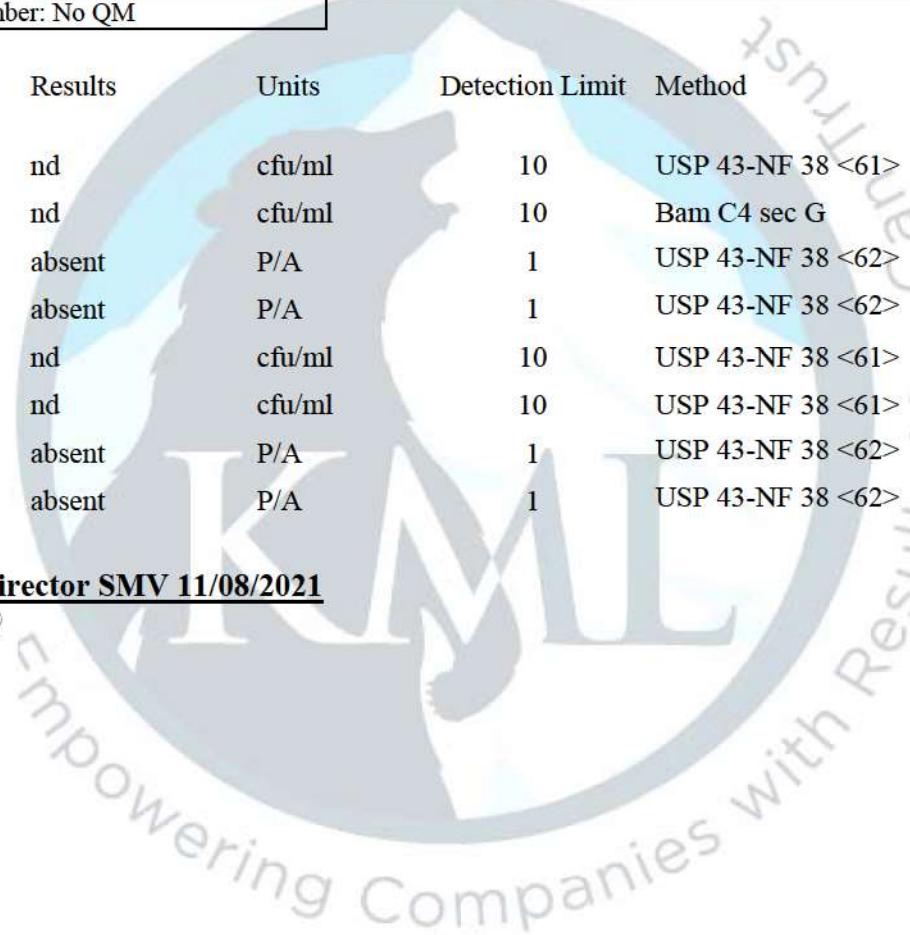 nber: No QM
Results Units Detection Limit Method
nd cfu/ml 10 USP 43-NF 38 <61>
nd cfu/ml 10 Bam C4 sec G
absent P/A 1 USP 43-NF 38 <62>
absent P/A 1 USP 43-NF 38 <62>
nd cfu/ml 10 USP 43-NF 38 <61>
nd cfu/ml 10 USP 43-NF 38 <61>
absent P/A 1 USP 43-NF 38 <62>
absent P/A 1 USP 43-NF 38 <62>
irector SMV 11/08/2021
KML
Empowering Companies with Resul
an Trust